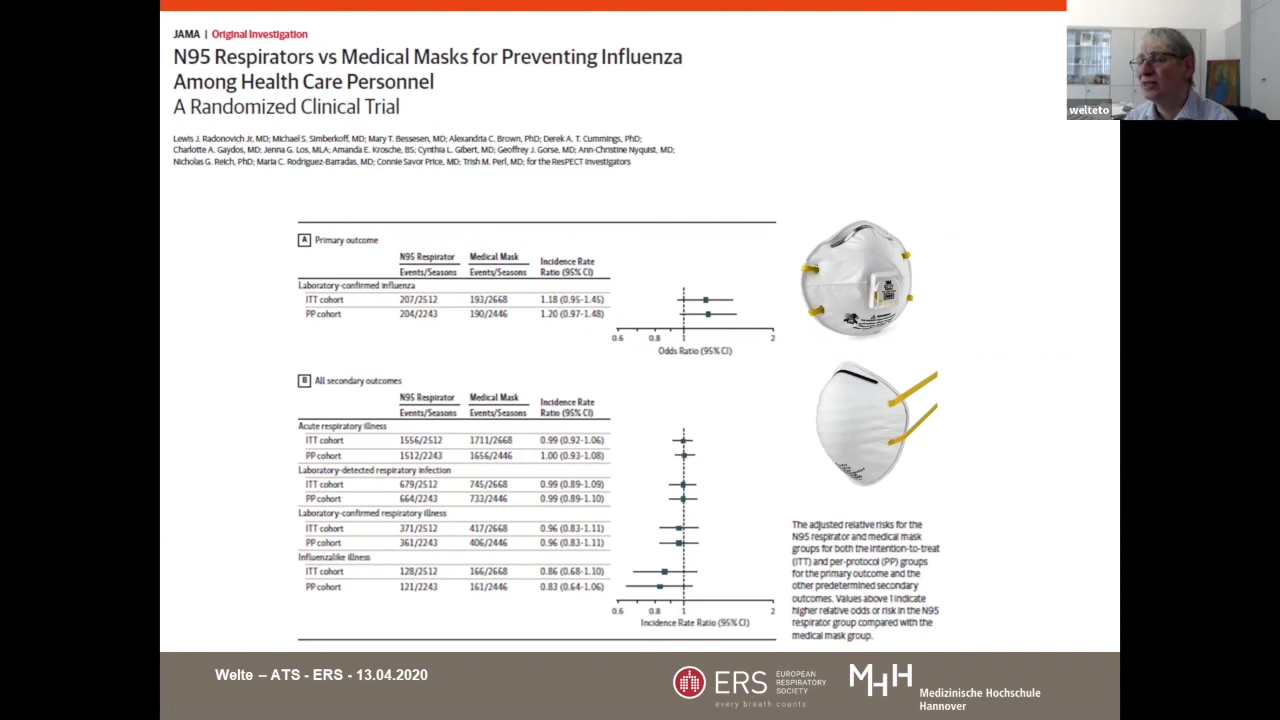 JAMA | Original Investigation
N95 Respirators vs Medical Masks for Preventing Influenza
Among Health Care Personnel
A Randomized Clinical Trial
Lewis J. Radonovich Jr, MD; Michael S. Simberkoff, MD; Mary T. Bessesen, MD; Alexandria C. Brown, PhD; Derek A. T. Cummings, PhD;
Charlotte A. Gaydos, MD; Jenna G. Los, MLA; Amanda E. Krosche, BS; Cynthia L. Gibert, MD; Geoffrey J. Gorse, MD; Ann-Christine Nyquist, MD;
Nicholas G. Reich, PhD; Maria C. Rodriguez-Barradas, MD; Connie Savor Price, MD; Trish M. Perl, MD; for the ResPECT Investigators
welteto
A Primary outcome
N95 Respirator Medical Mask Incidence Rate
Events/Seasons Events/Seasons Ratio (95% CI)
Laboratory-confirmed influenza
ITT cohort 207/2512 193/2668 1.18 (0.95-1.45)
PP cohort 204/2243 190/2446 1.20 (0.97-1.48)
0.6 0.8 1 2
Odds Ratio (95% CI)
B All secondary outcomes
N95 Respirator Medical Mask Incidence Rate
Events/Seasons Events/Seasons Ratio (95% CI)
Acute respiratory illness
ITT cohort 1556/2512 1711/2668 0.99 (0.92-1.06)
PP cohort 1512/2243 1656/2446 1.00 (0.93-1.08)
Laboratory-detected respiratory infection
ITT cohort 679/2512 745/2668 0.99 (0.89-1.09)
PP cohort 664/2243 733/2446 0.99 (0.89-1.10)
Laboratory-confirmed respiratory illness
ITT cohort 371/2512 417/2668 0.96 (0.83-1.11)
PP cohort 361/2243 406/2446 0.96 (0.83-1.11)
Influenzalike illness
ITT cohort 128/2512 166/2668 0.86 (0.68-1.10)
PP cohort 121/2243 161/2446 0.83 (0.64-1.06)
0.6 0.8 1 2
Incidence Rate Ratio (95% CI)
The adjusted relative risks for the
N95 respirator and medical mask
groups for both the intention-to-treat
(ITT) and per-protocol (PP) groups
for the primary outcome and the
other predetermined secondary
outcomes. Values above 1 indicate
higher relative odds or risk in the N95
respirator group compared with the
medical mask group.
Welte – ATS - ERS - 13.04.2020
ERS EUROPEAN
RESPIRATORY
SOCIETY
every breath counts
MHH
Medizinische Hochschule
Hannover